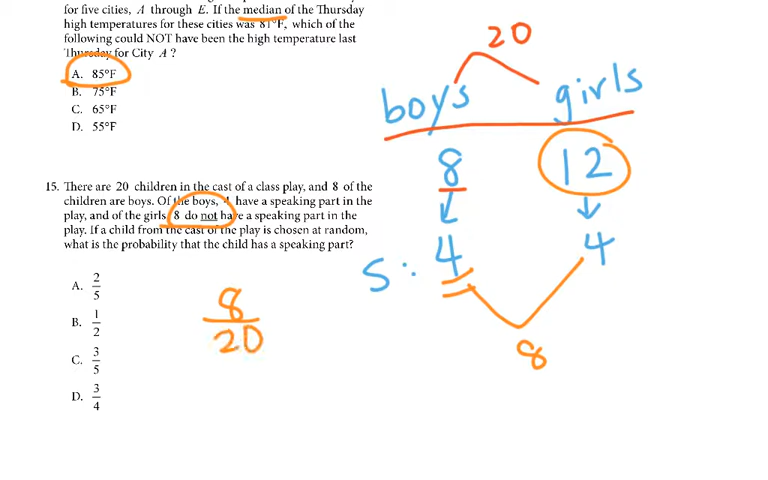 for five cities, A through E. If the median of the Thursday
high temperatures for these cities was 81°F, which of the
following could NOT have been the high temperature last
Thursday for City A ?
A. 85°F
B. 75°F
C. 65°F
D. 55°F
15. There are 20 children in the cast of a class play, and 8 of the
children are boys. Of the boys, 4 have a speaking part in the
play, and of the girls, 8 do not have a speaking part in the
play. If a child from the cast of the play is chosen at random,
what is the probability that the child has a speaking part?
A. 2/5
B. 1/2
C. 3/5
D. 3/4
8/20
20
boys girls
8 12
S: 4 4
8